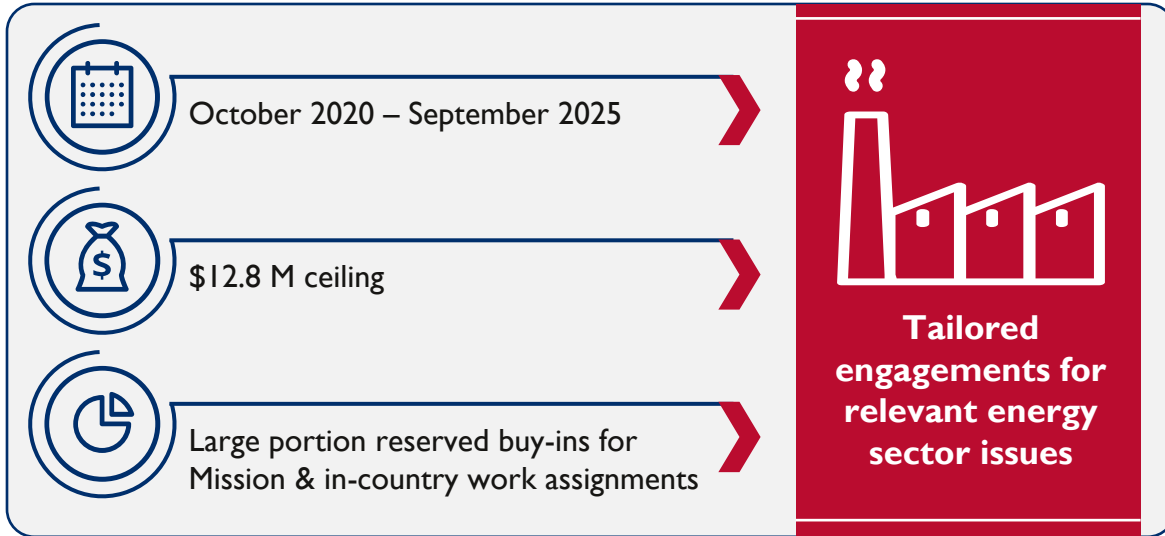 October 2020 – September 2025
$
$12.8 M ceiling
Large portion reserved buy-ins for
Mission & in-country work assignments
Tailored
engagements for
relevant energy
sector issues